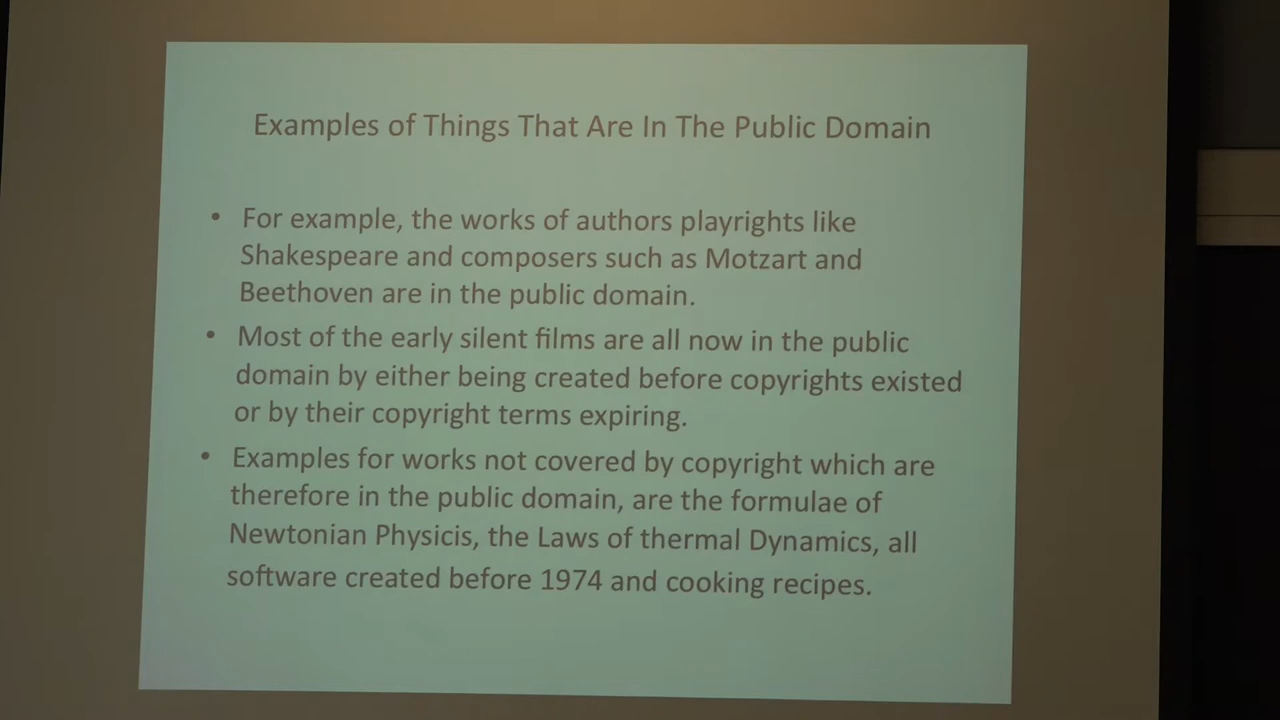 Examples of Things That Are In The Public Domain
• For example, the works of authors playrights like
Shakespeare and composers such as Motzart and
Beethoven are in the public domain.
• Most of the early silent films are all now in the public
domain by either being created before copyrights existed
or by their copyright terms expiring.
• Examples for works not covered by copyright which are
therefore in the public domain, are the formulae of
Newtonian Physicis, the Laws of thermal Dynamics, all
software created before 1974 and cooking recipes.